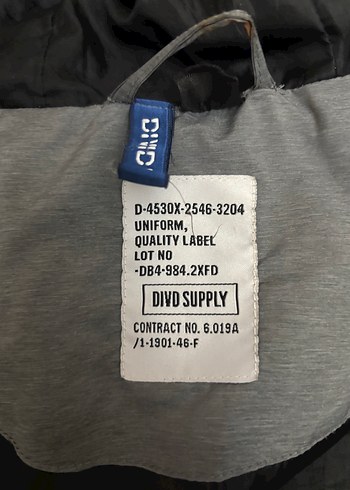 DIVD
D-4530X-2546-3204
UNIFORM,
QUALITY LABEL
LOT NO
-DB4-984.2XFD
DIVD SUPPLY
CONTRACT NO. 6.019A
/1-1901-46-F